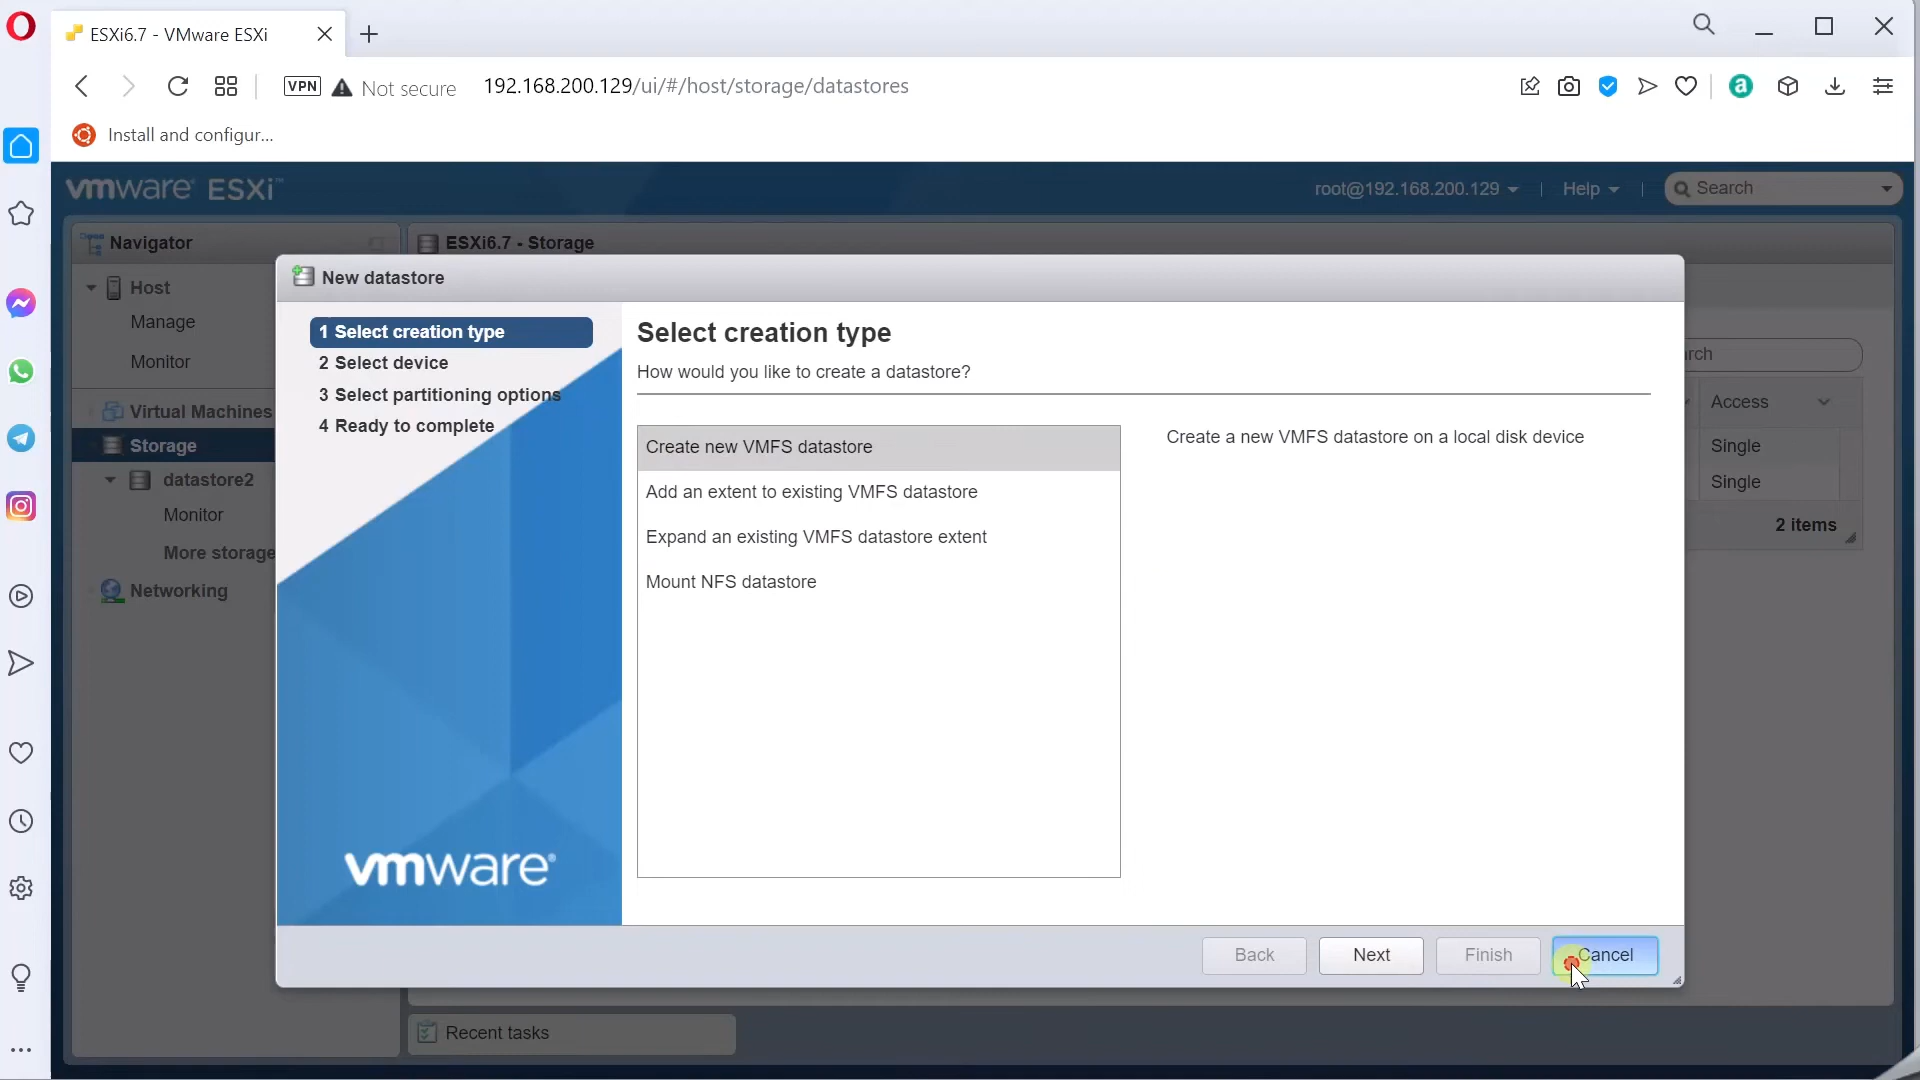 ESXi6.7 - VMware ESXi
VPN
Not secure
192.168.200.129/ui/#/host/storage/datastores
a
Install and configur...
vmware® ESXi™
root@192.168.200.129
Help
Search
Navigator
ESXi6.7 - Storage
Host
Manage
Monitor
Virtual Machines
Storage
datastore2
Monitor
More storage
Networking
New datastore
1 Select creation type
2 Select device
3 Select partitioning options
4 Ready to complete
vmware®
Select creation type
How would you like to create a datastore?
Create new VMFS datastore
Add an extent to existing VMFS datastore
Expand an existing VMFS datastore extent
Mount NFS datastore
Create a new VMFS datastore on a local disk device
Access
Single
Single
2 items
Back
Next
Finish
Cancel
Recent tasks